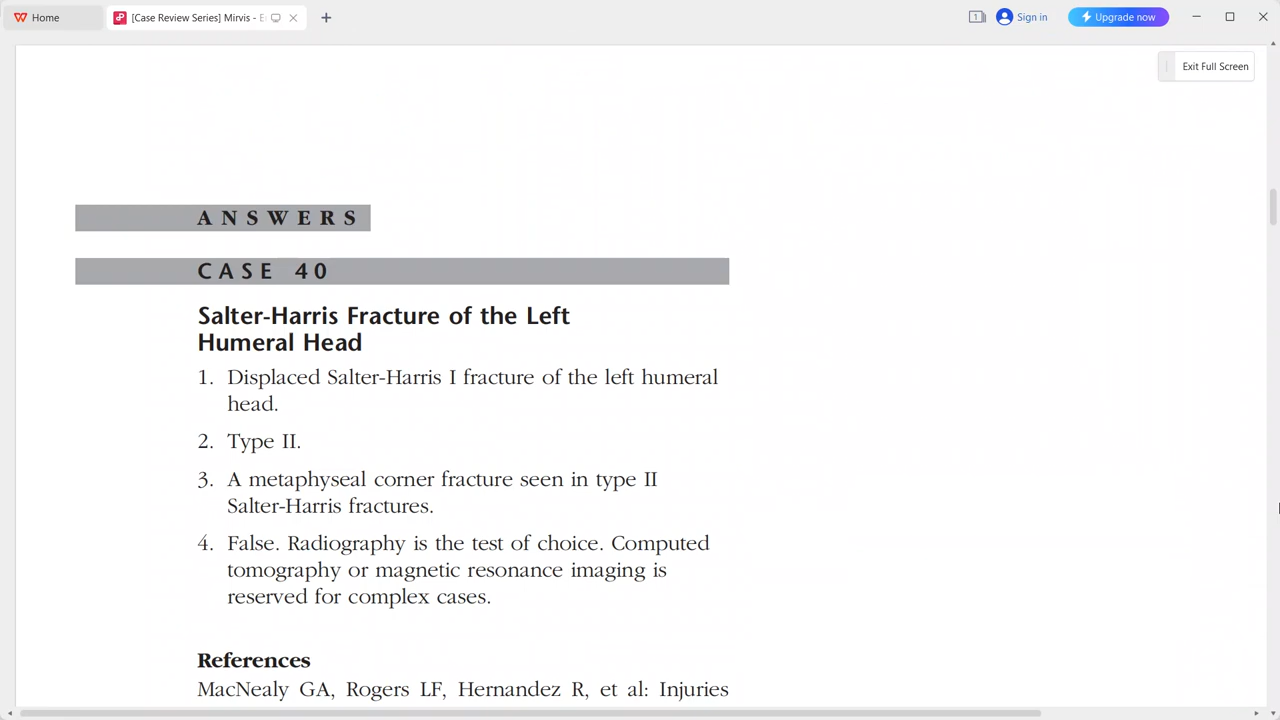 Home
[Case Review Series] Mirvis - E
1
Sign in
Upgrade now
Exit Full Screen
ANSWERS
CASE 40
Salter-Harris Fracture of the Left
Humeral Head
1. Displaced Salter-Harris I fracture of the left humeral
head.
2. Type II.
3. A metaphyseal corner fracture seen in type II
Salter-Harris fractures.
4. False. Radiography is the test of choice. Computed
tomography or magnetic resonance imaging is
reserved for complex cases.
References
MacNealy GA, Rogers LF, Hernandez R, et al: Injuries